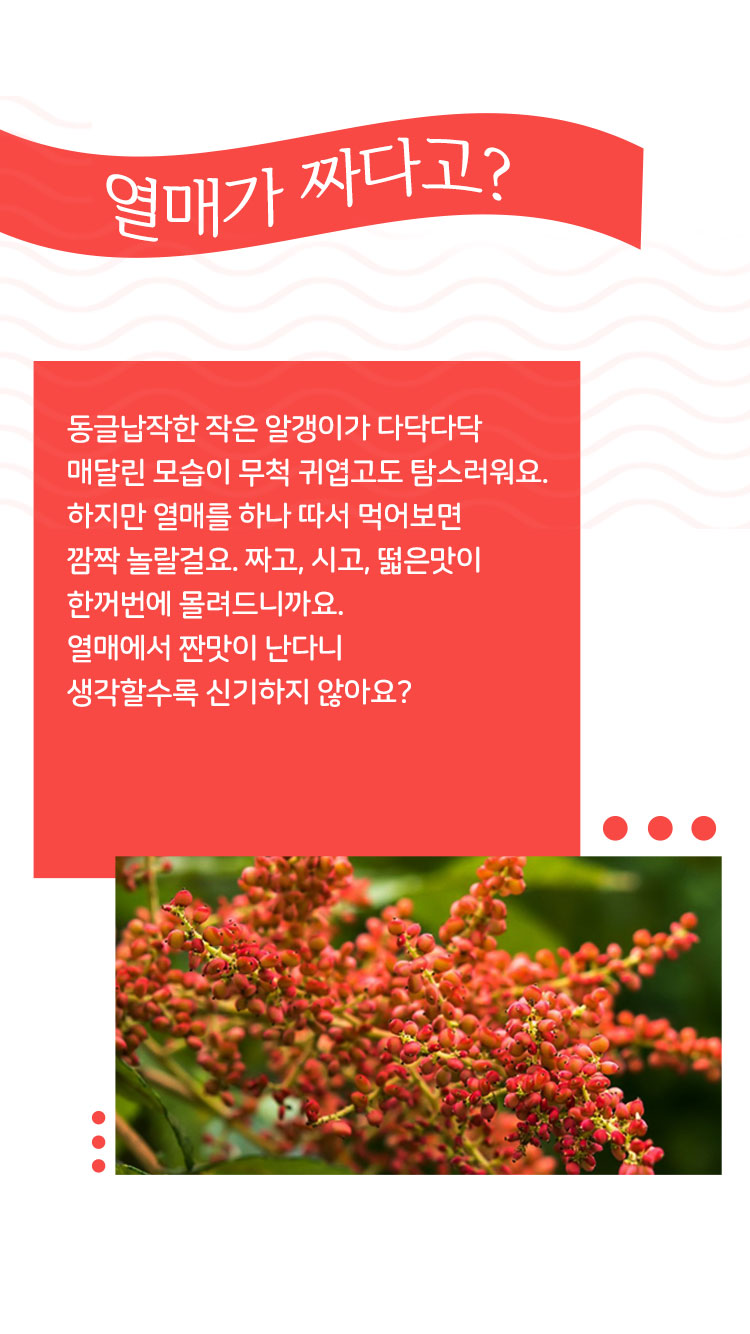 열매가 짜다고?
동글납작한 작은 알갱이가 다닥다닥
매달린 모습이 무척 귀엽고도 탐스러워요.
하지만 열매를 하나 따서 먹어보면
깜짝 놀랄걸요. 짜고, 시고, 떫은맛이
한꺼번에 몰려드니까요.
열매에서 짠맛이 난다니
생각할수록 신기하지 않아요?